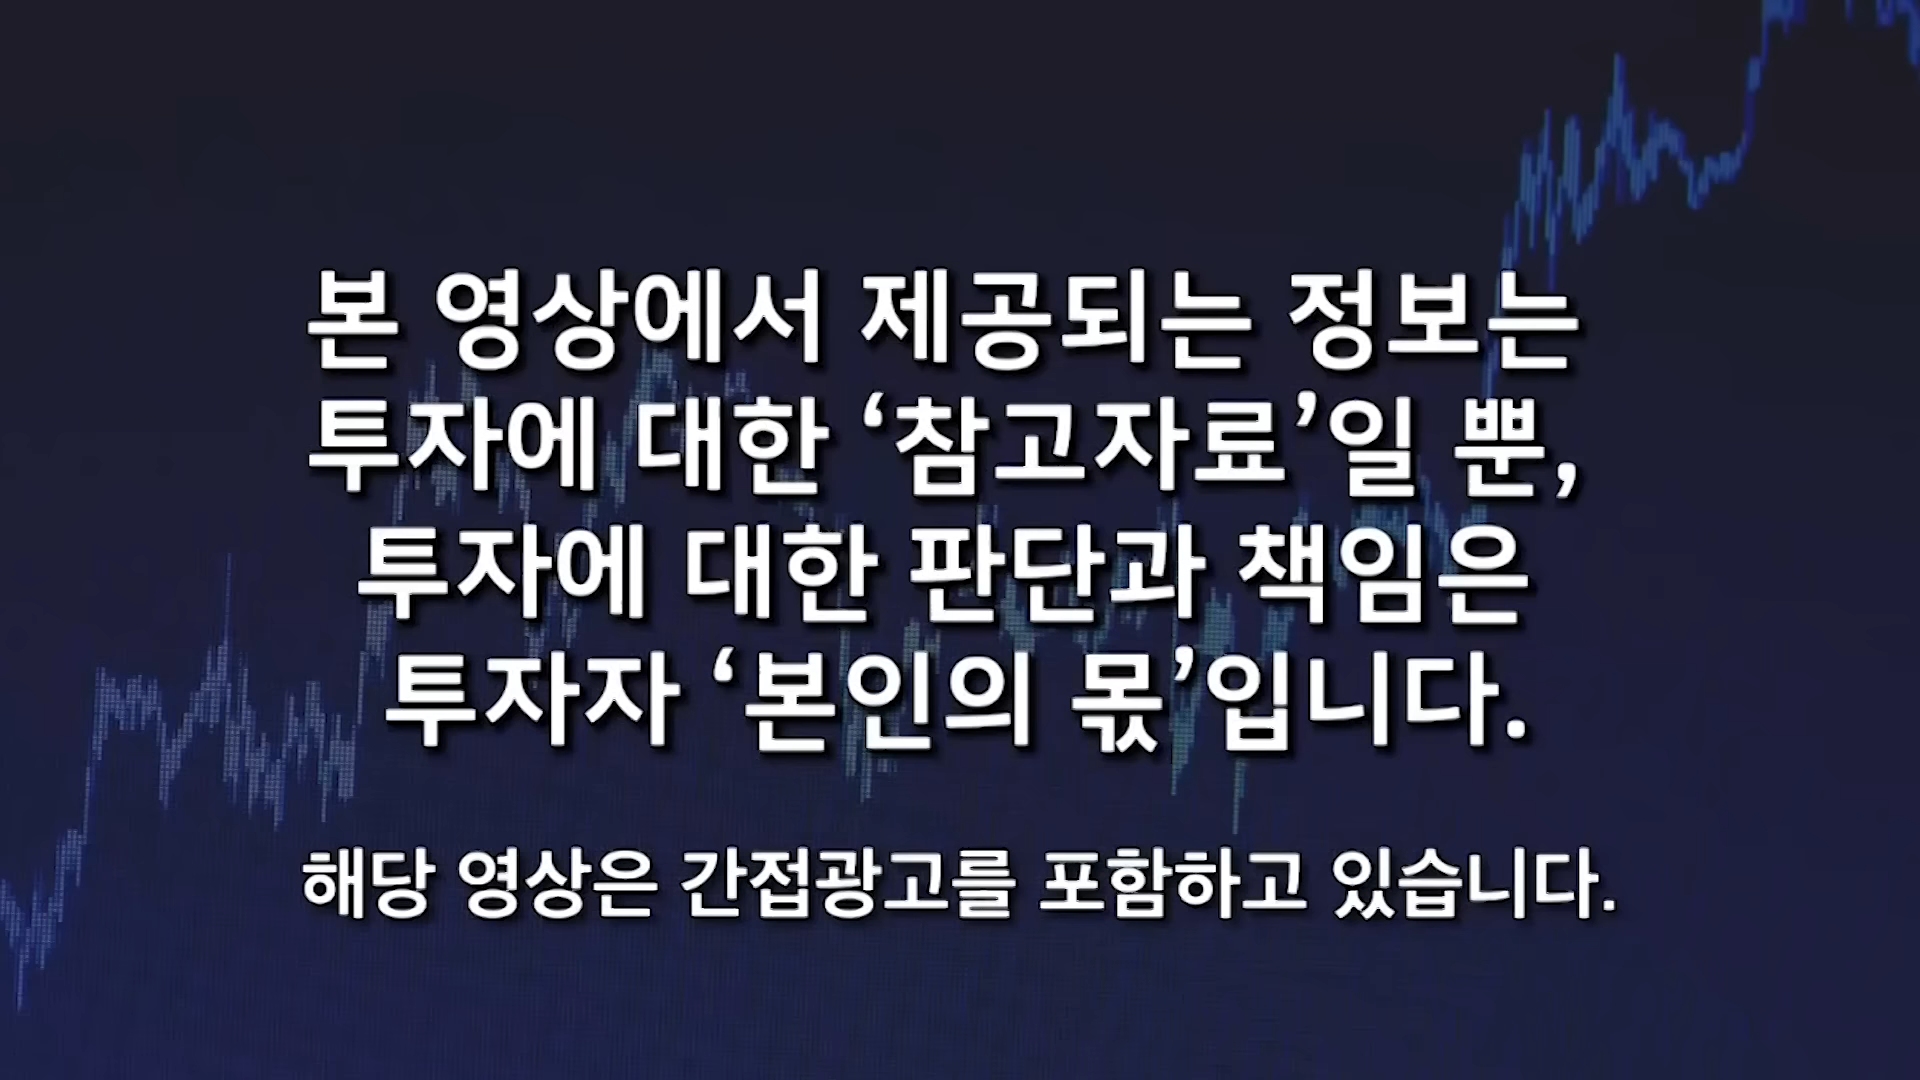 본 영상에서 제공되는 정보는
투자에 대한 ‘참고자료’일 뿐,
투자에 대한 판단과 책임은
투자자 ‘본인의 몫’입니다.
해당 영상은 간접광고를 포함하고 있습니다.